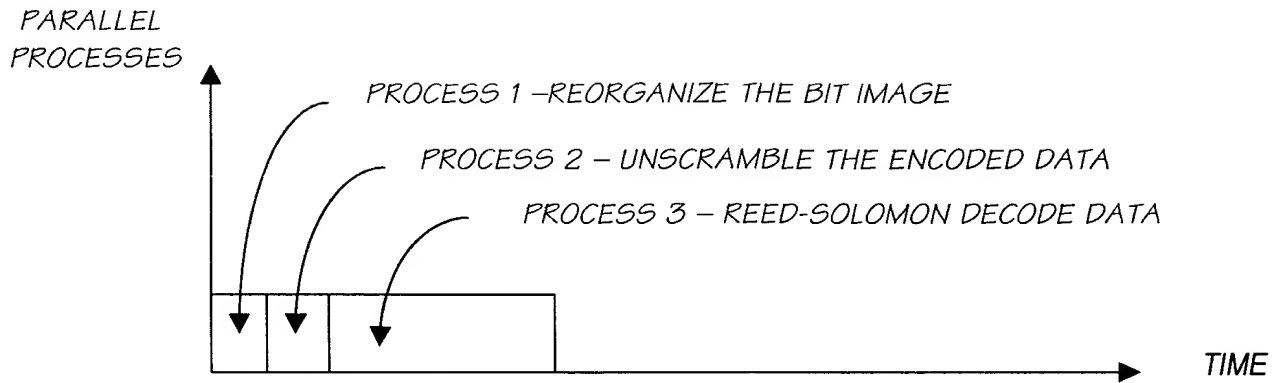 PARALLEL
PROCESSES
PROCESS 1 –REORGANIZE THE BIT IMAGE
PROCESS 2 – UNSCRAMBLE THE ENCODED DATA
PROCESS 3 – REED-SOLOMON DECODE DATA
TIME